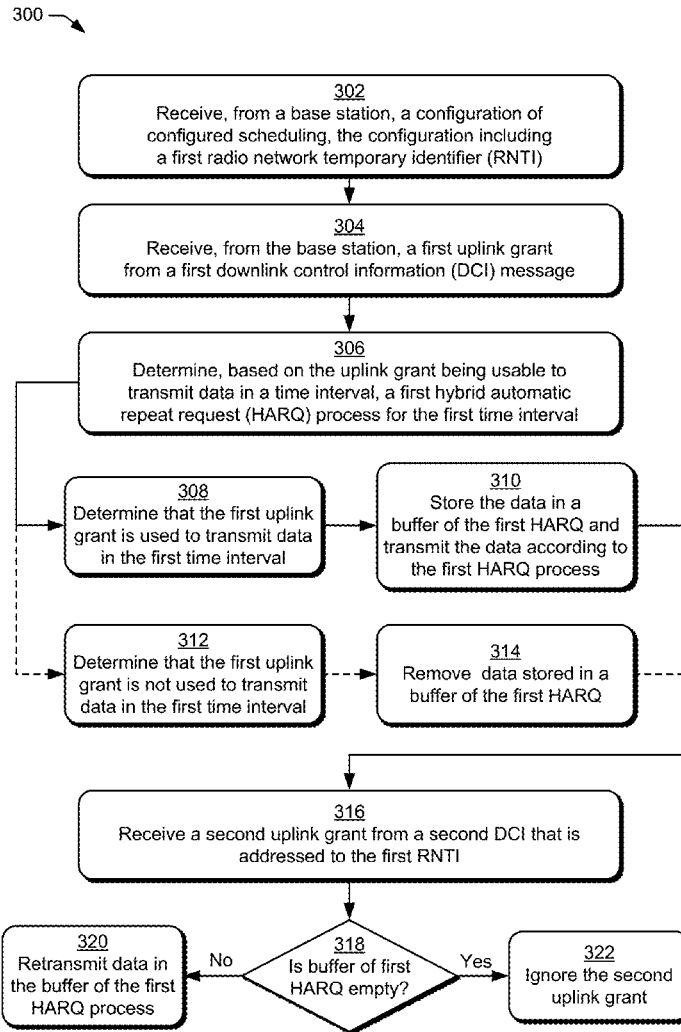 300
302
Receive, from a base station, a configuration of
configured scheduling, the configuration including
a first radio network temporary identifier (RNTI)
304
Receive, from the base station, a first uplink grant
from a first downlink control information (DCI) message
306
Determine, based on the uplink grant being usable to
transmit data in a time interval, a first hybrid automatic
repeat request (HARQ) process for the first time interval
308
Determine that the first uplink
grant is used to transmit data
in the first time interval
310
Store the data in a
buffer of the first HARQ and
transmit the data according to
the first HARQ process
312
Determine that the first uplink
grant is not used to transmit
data in the first time interval
314
Remove data stored in a
buffer of the first HARQ
316
Receive a second uplink grant from a second DCI that is
addressed to the first RNTI
318
Is buffer of first
HARQ empty?
No
Yes
320
Retransmit data in
the buffer of the first
HARQ process
322
Ignore the second
uplink grant